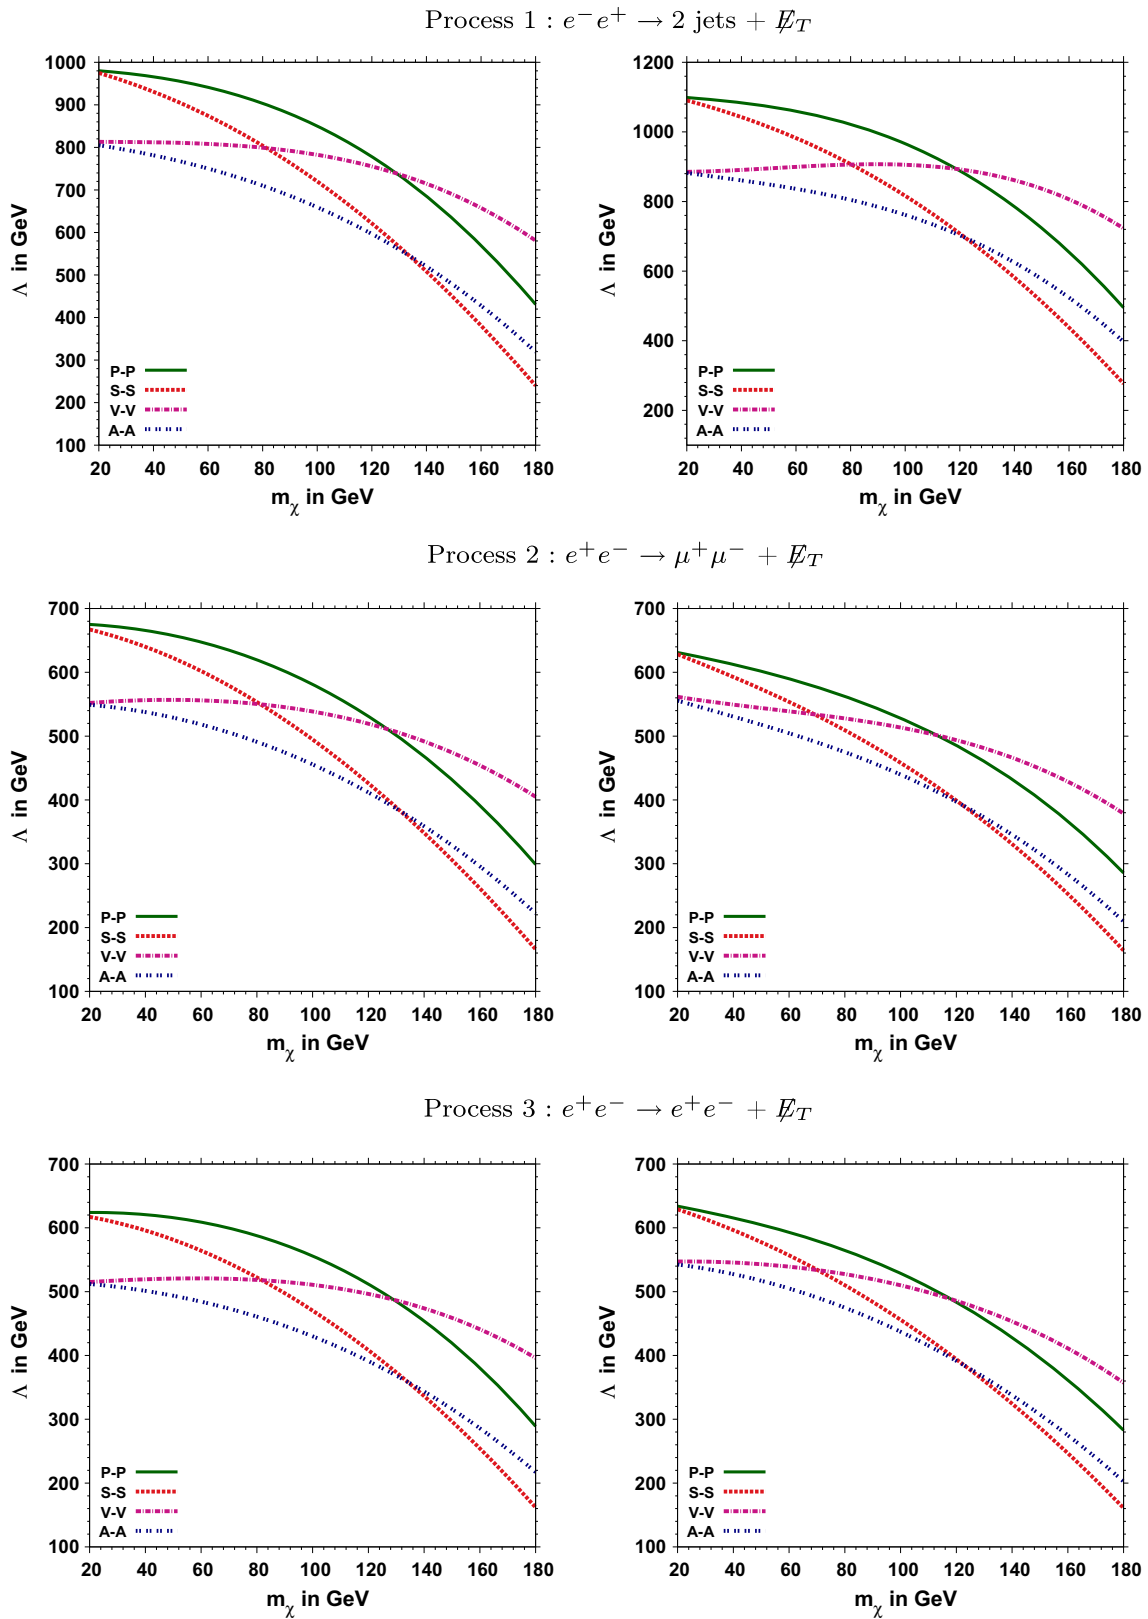 Process 1 : e⁻e⁺ → 2 jets + E̸_T
1000
900
800
700
600
500
400
300
200
100
Λ in GeV
P-P
S-S
V-V
A-A
20 40 60 80 100 120 140 160 180
m_χ in GeV
1200
1000
800
600
400
200
Λ in GeV
P-P
S-S
V-V
A-A
20 40 60 80 100 120 140 160 180
m_χ in GeV
Process 2 : e⁺e⁻ → μ⁺μ⁻ + E̸_T
700
600
500
400
300
200
100
Λ in GeV
P-P
S-S
V-V
A-A
20 40 60 80 100 120 140 160 180
m_χ in GeV
700
600
500
400
300
200
100
Λ in GeV
P-P
S-S
V-V
A-A
20 40 60 80 100 120 140 160 180
m_χ in GeV
Process 3 : e⁺e⁻ → e⁺e⁻ + E̸_T
700
600
500
400
300
200
100
Λ in GeV
P-P
S-S
V-V
A-A
20 40 60 80 100 120 140 160 180
m_χ in GeV
700
600
500
400
300
200
100
Λ in GeV
P-P
S-S
V-V
A-A
20 40 60 80 100 120 140 160 180
m_χ in GeV